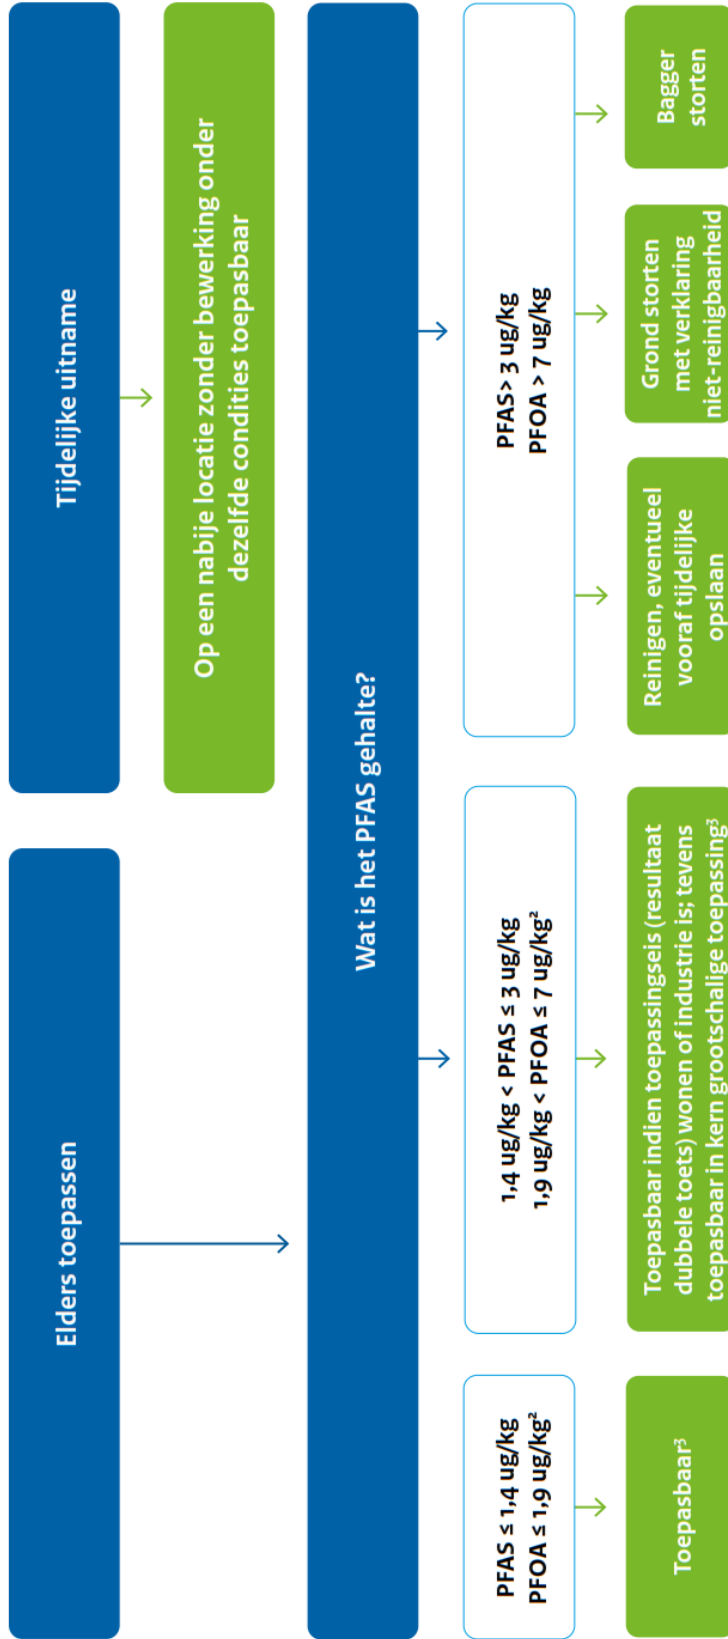 Elders toepassen
Tijdelijke uitname
Op een nabije locatie zonder bewerking onder
dezelfde condities toepasbaar
Wat is het PFAS gehalte?
PFAS ≤ 1,4 ug/kg
PFOA ≤ 1,9 ug/kg²
1,4 ug/kg < PFAS ≤ 3 ug/kg
1,9 ug/kg < PFOA ≤ 7 ug/kg²
PFAS> 3 ug/kg
PFOA > 7 ug/kg
Toepasbaar³
Toepasbaar indien toepassingseis (resultaat
dubbele toets) wonen of industrie is; tevens
toepasbaar in kern grootschalige toepassing³
Reinigen, eventueel
vooraf tijdelijke
opslaan
Grond storten
met verklaring
niet-reinigbaarheid
Bagger
storten